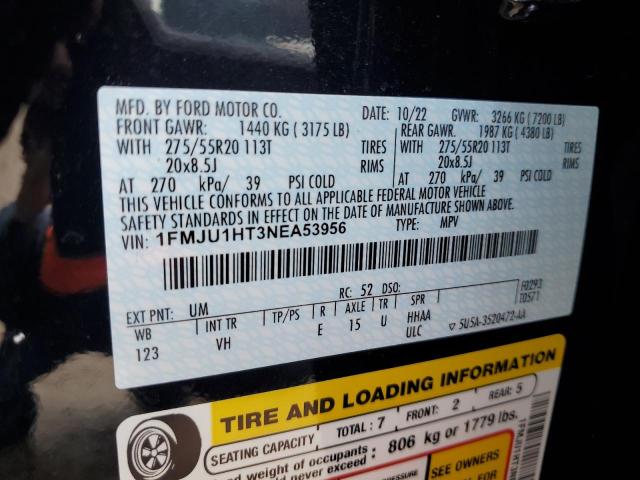 MFD. BY FORD MOTOR CO.
DATE: 10/22 GVWR: 3266 KG (7200 LB)
FRONT GAWR: 1440 KG (3175 LB)
REAR GAWR: 1987 KG (4380 LB)
WITH 275/55R20 113T TIRES
WITH 275/55R20 113T TIRES
20x8.5J RIMS
20x8.5J RIMS
AT 270 kPa/ 39 PSI COLD
AT 270 kPa/ 39 PSI COLD
THIS VEHICLE CONFORMS TO ALL APPLICABLE FEDERAL MOTOR VEHICLE
SAFETY STANDARDS IN EFFECT ON THE DATE OF MANUFACTURE SHOWN ABOVE.
VIN: 1FMJU1HT3NEA53956 TYPE: MPV
F0293
T0571
EXT PNT: UM RC: 52 DSO:
WB INT TR TP/PS R AXLE TR SPR
123 VH E 15 U HHAA
ULC ▽ 5U5A-3520472-AA
TIRE AND LOADING INFORMATION
SEATING CAPACITY TOTAL: 7 FRONT: 2 REAR: 5
weight of occupants
never exceed: 806 kg or 1779 lbs.
SEE OWNERS